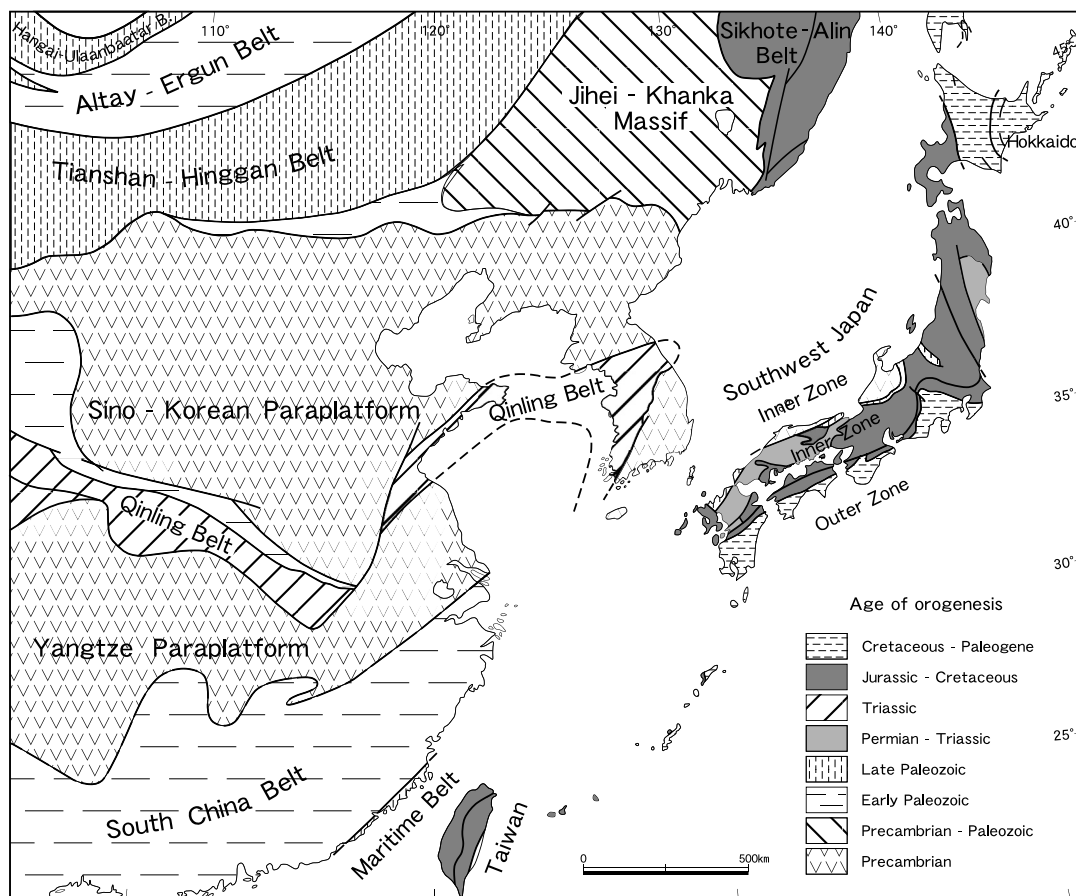 110°
120°
130°
140°
45°
Hangai-Ulaanbaatar B.
Altay - Ergun Belt
Sikhote - Alin
Belt
Jihei - Khanka
Massif
Hokkaido
Tianshan - Hinggan Belt
40°
Southwest Japan
Inner Zone
Qinling Belt
Sino - Korean Paraplatform
35°
Inner Zone
Outer Zone
Qinling Belt
30°
Yangtze Paraplatform
Age of orogenesis
Cretaceous - Paleogene
Jurassic - Cretaceous
Triassic
25°
Permian - Triassic
Late Paleozoic
South China Belt
Early Paleozoic
Maritime Belt
Taiwan
Precambrian - Paleozoic
0 500km
Precambrian